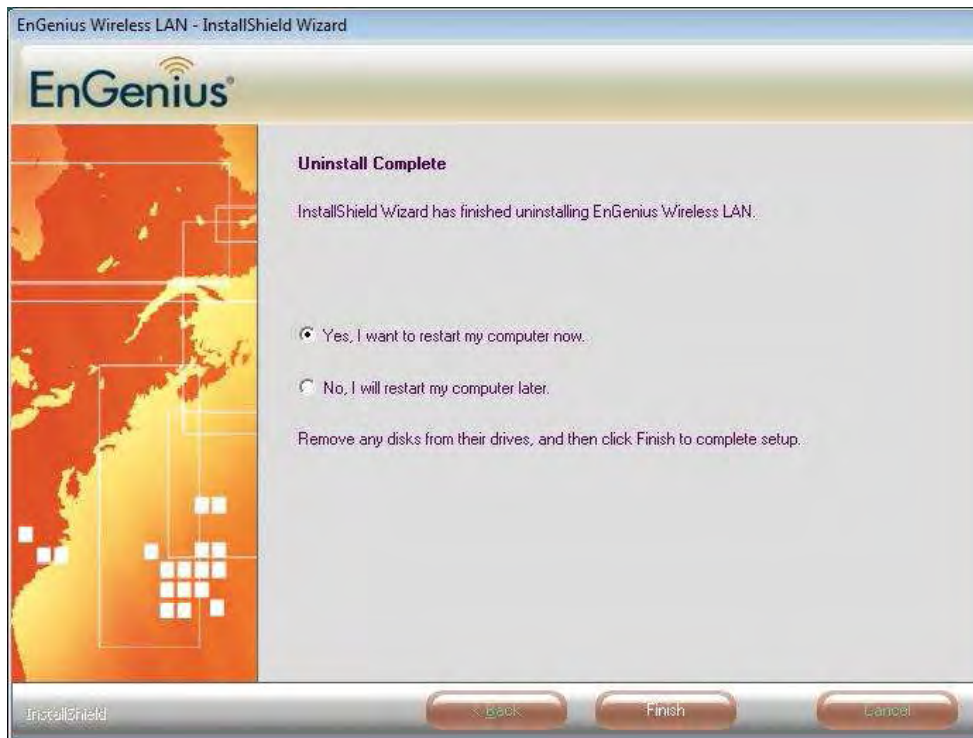 EnGenius Wireless LAN - InstallShield Wizard
EnGenius®
Uninstall Complete
InstallShield Wizard has finished uninstalling EnGenius Wireless LAN.
Yes, I want to restart my computer now.
No, I will restart my computer later.
Remove any disks from their drives, and then click Finish to complete setup.
InstallShield
< Back
Finish
Cancel